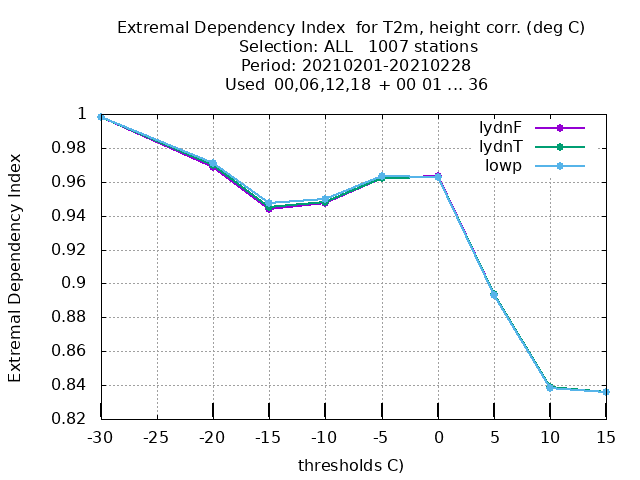 Extremal Dependency Index  for T2m, height corr. (deg C)
Selection: ALL   1007 stations
Period: 20210201-20210228
Used  00,06,12,18  + 00 01 ... 36
Extremal Dependency Index
1
0.98
0.96
0.94
0.92
0.9
0.88
0.86
0.84
0.82
lydnF
lydnT
lowp
-30 -25 -20 -15 -10 -5 0 5 10 15
thresholds C)